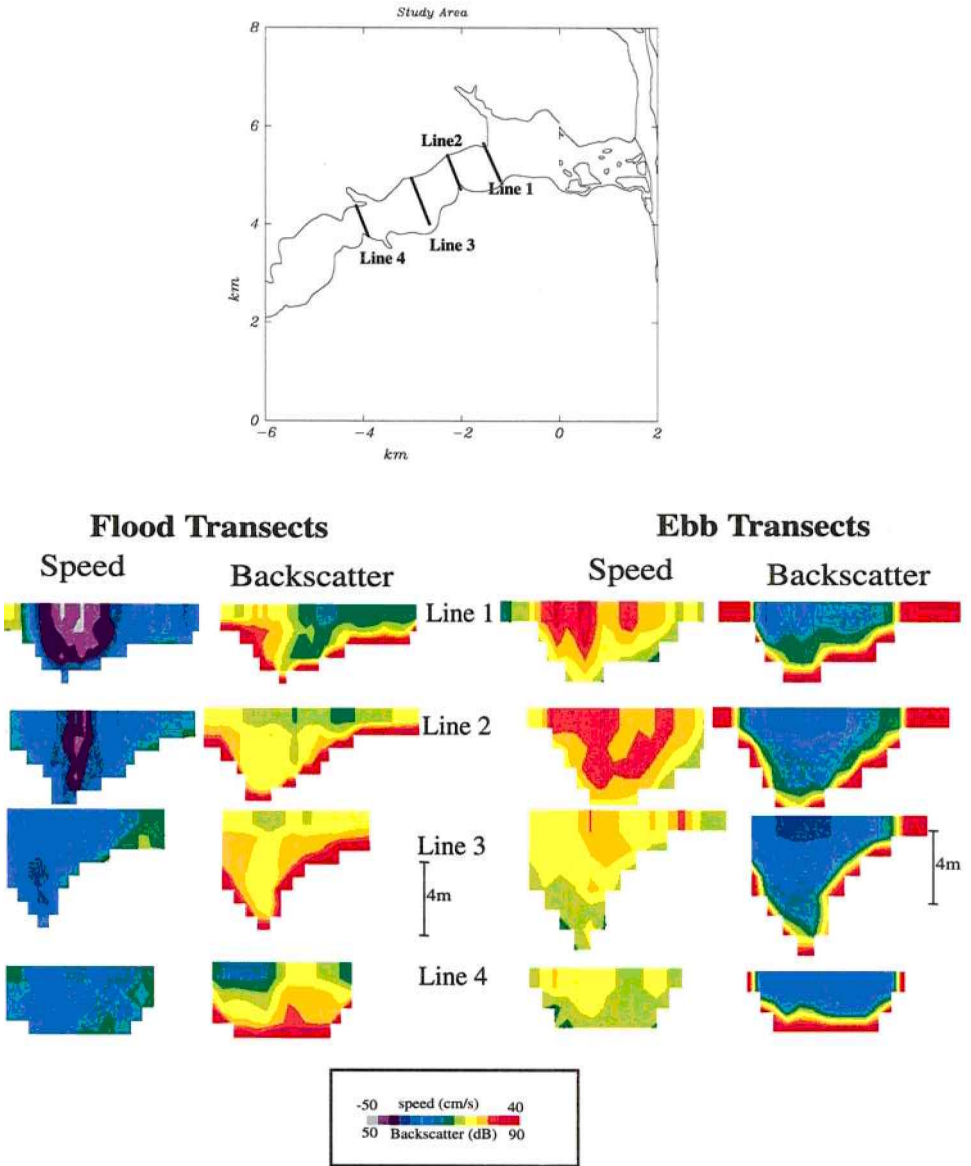 Study Area
8
6
Line2
Line 1
4
Line 4
Line 3
km
2
0
-6
-4
-2
0
2
km
Flood Transects
Ebb Transects
Speed
Backscatter
Speed
Backscatter
Line 1
Line 2
Line 3
4m
4m
Line 4
-50 speed (cm/s) 40
50 Backscatter (dB) 90